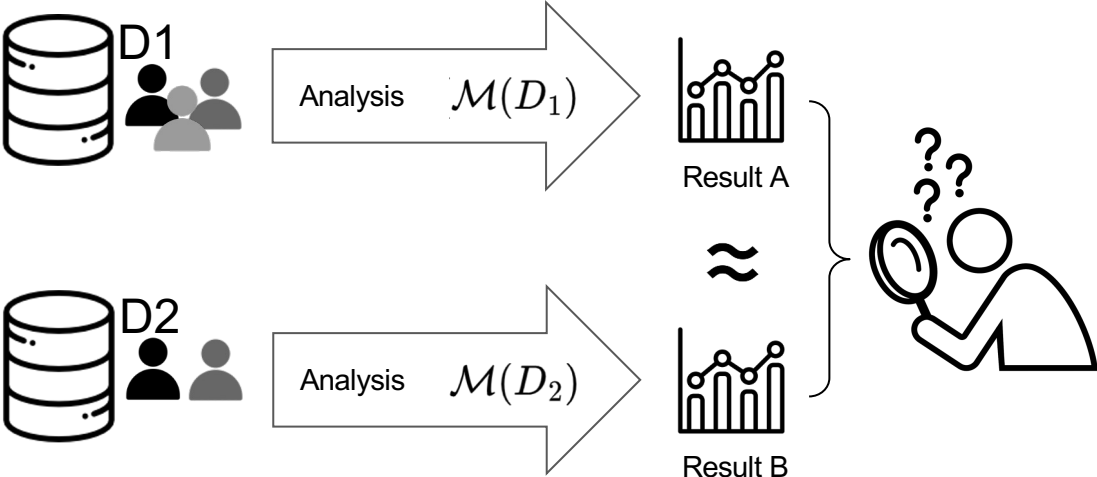 D1
Analysis M(D₁)
Result A
? ? ?
≈
D2
Analysis M(D₂)
Result B